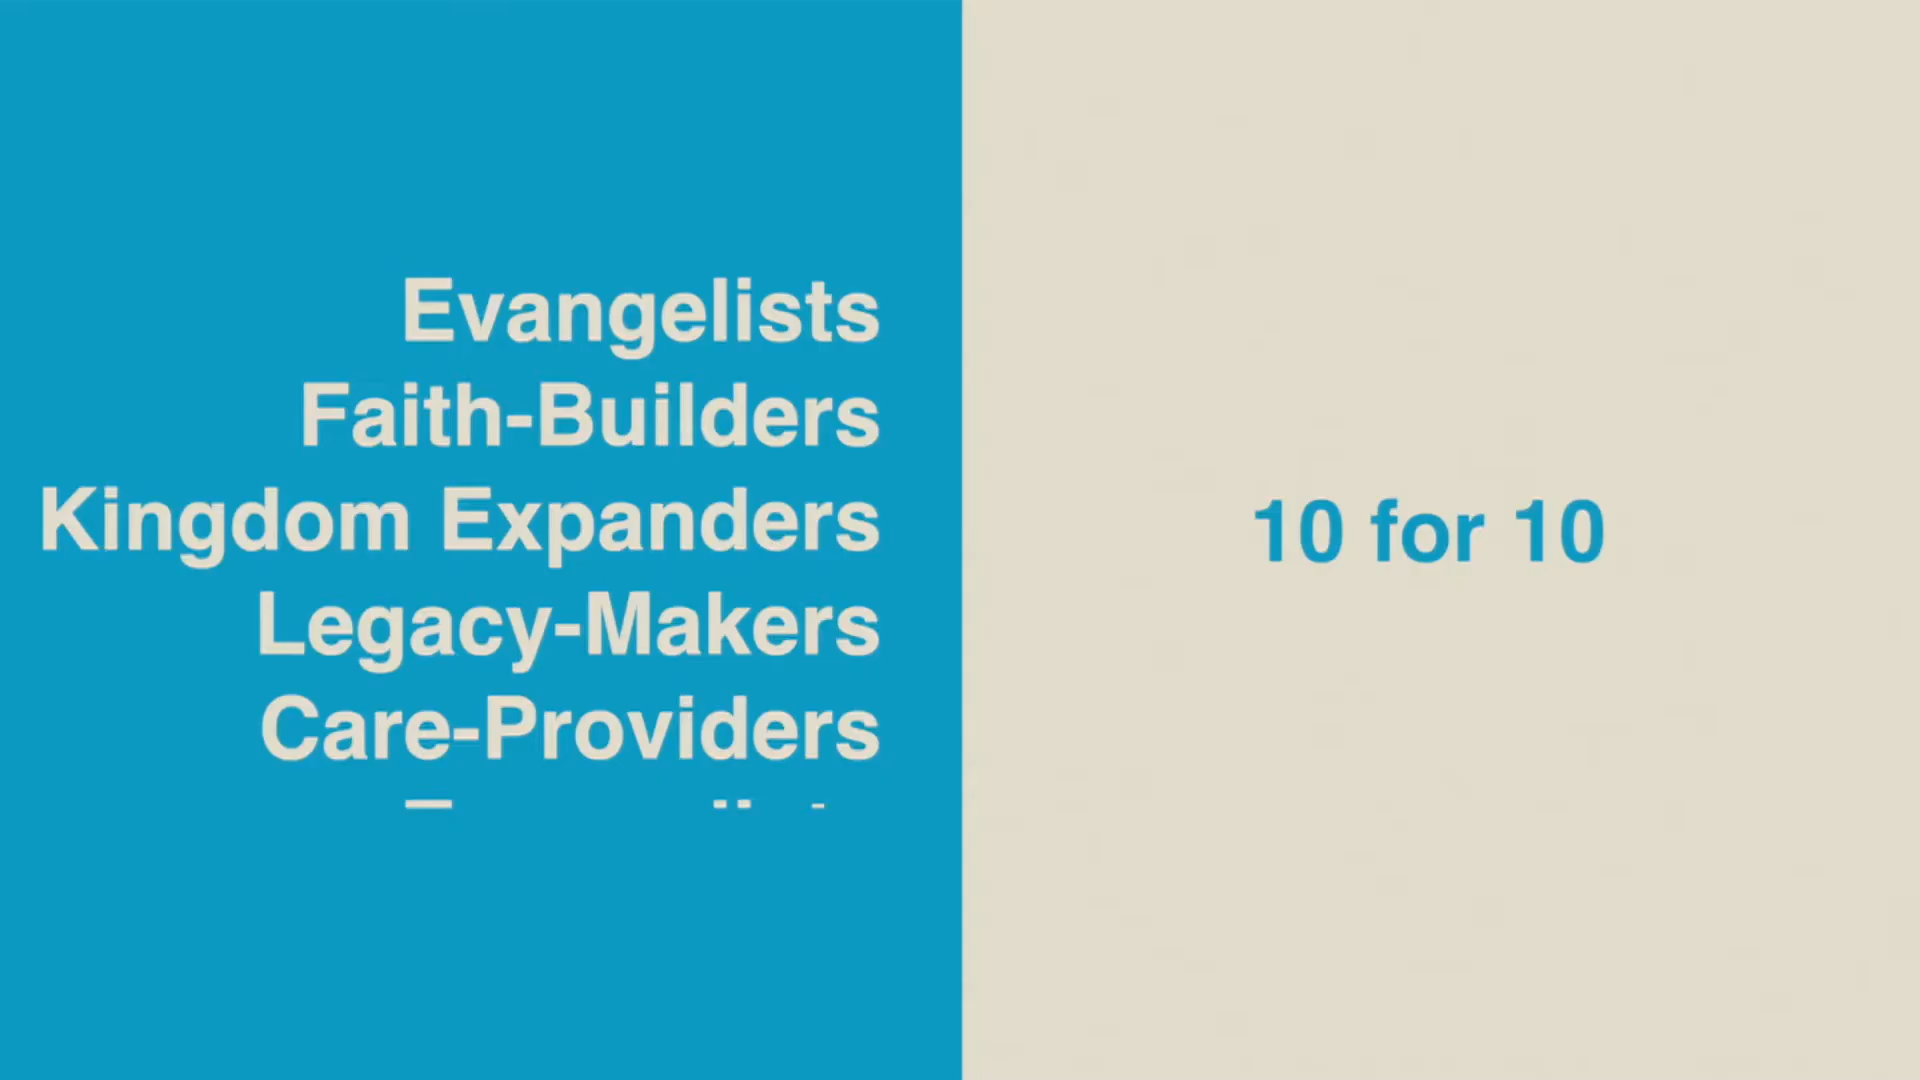 Evangelists
Faith-Builders
Kingdom Expanders
Legacy-Makers
Care-Providers
10 for 10